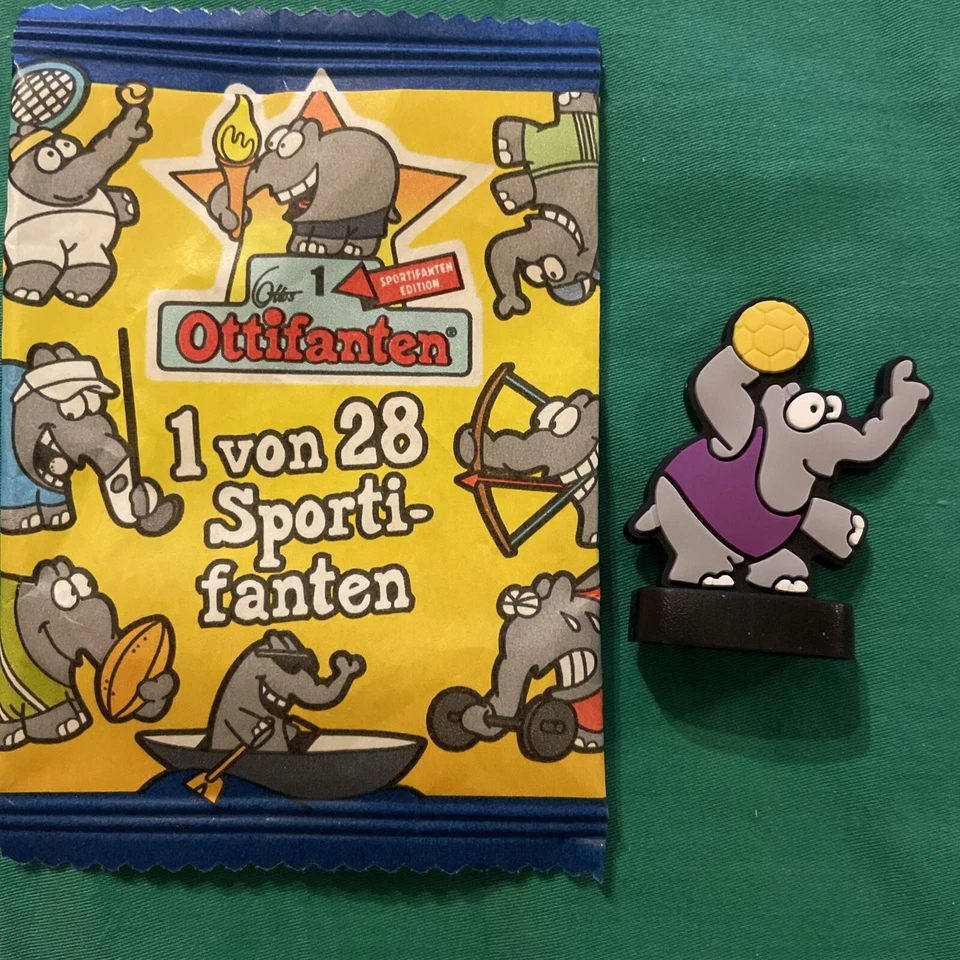 Ottos
1
SPORTIFANTEN
EDITION
Ottifanten®
1 von 28
Sporti-
fanten